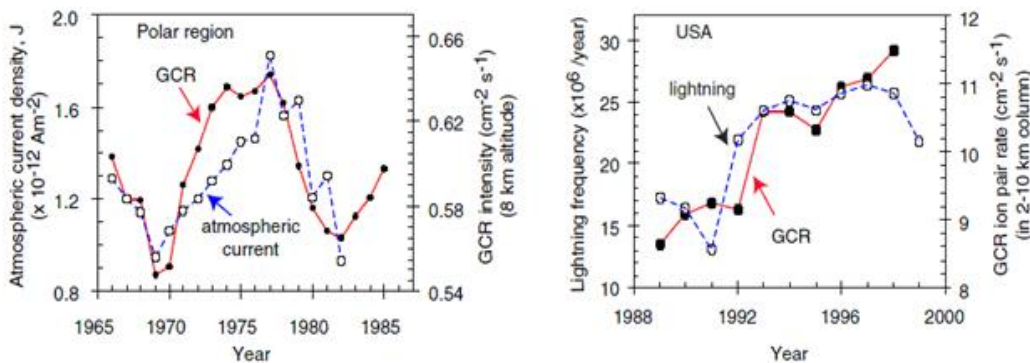 Atmospheric current density, J
(x 10-12 Am-2)
2.0
1.6
1.2
0.8
Polar region
GCR
atmospheric
current
0.66
0.62
0.58
0.54
GCR intensity (cm-2 s-1)
(8 km altitude)
1965 1970 1975 1980 1985
Year
Lightning frequency (x10⁶ /year)
30
25
20
15
10
USA
lightning
GCR
12
11
10
9
8
GCR ion pair rate (cm-2 s-1)
(in 2-10 km column)
1988 1992 1996 2000
Year